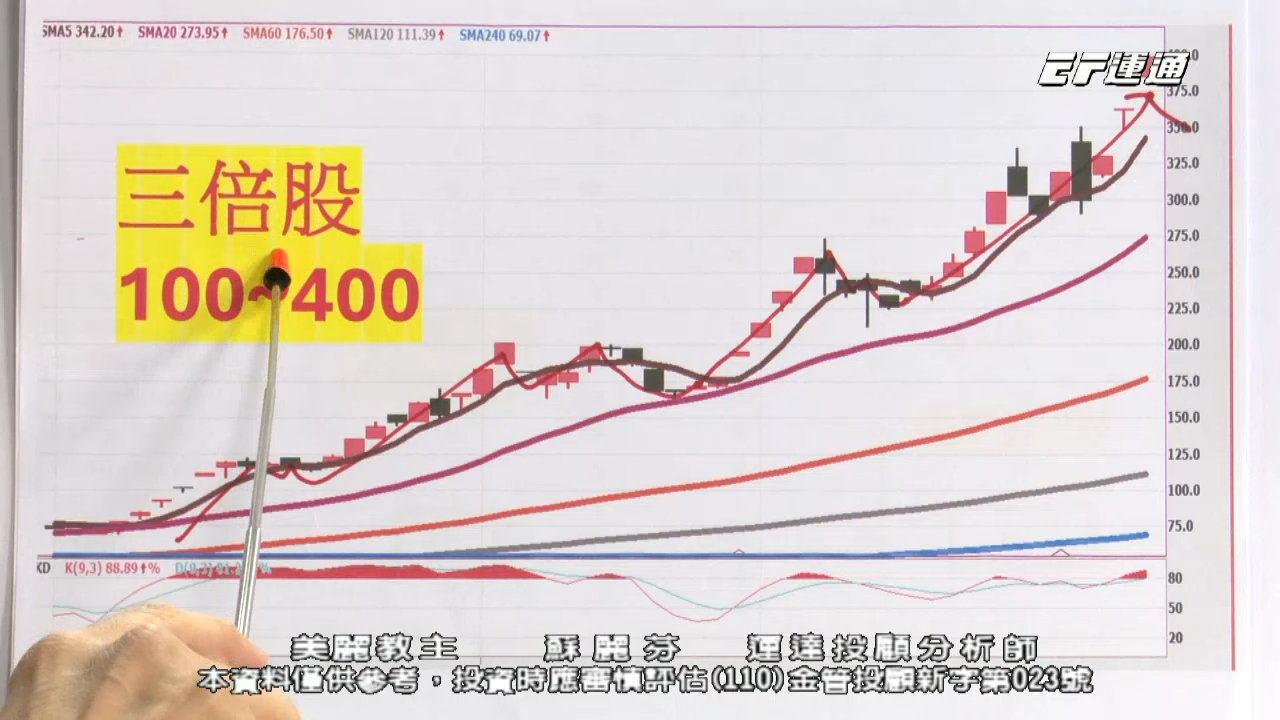 SMA5 342.20↑ SMA20 273.95↑ SMA60 176.50↑ SMA120 111.39↑ SMA240 69.07↑
運通
375.0
350.0
325.0
300.0
275.0
250.0
225.0
200.0
175.0
150.0
125.0
100.0
75.0
三倍股
100~400
KD K(9,3) 88.89↑%
80
50
20
美麗教主 蘇麗芬 運達投顧分析師
本資料僅供參考，投資時應審慎評估(110)金管投顧新字第023號